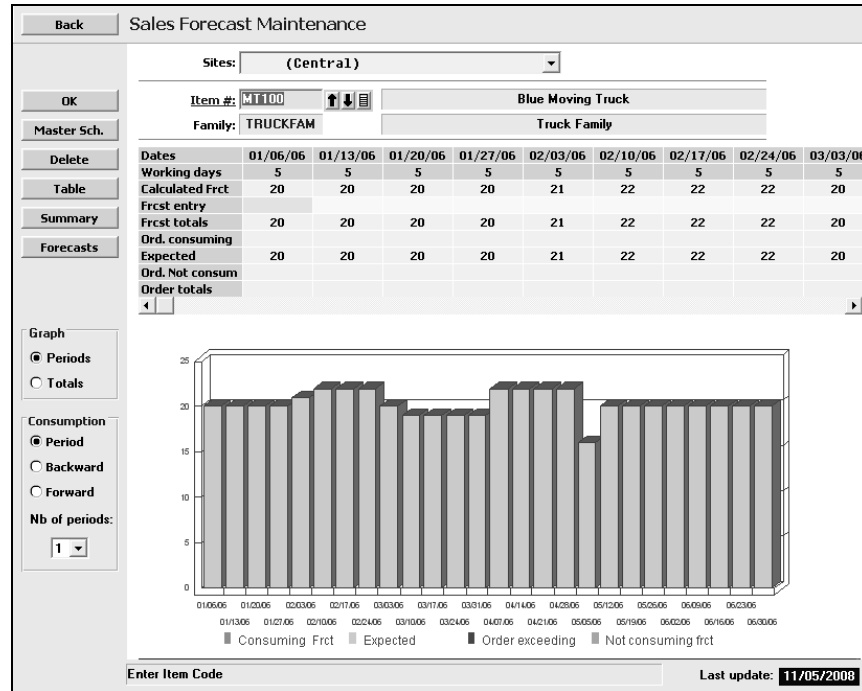 Back Sales Forecast Maintenance
Sites: (Central)
OK
Master Sch.
Delete
Table
Summary
Forecasts
Item #: MT100 Blue Moving Truck
Family: TRUCKFAM Truck Family
Dates 01/06/06 01/13/06 01/20/06 01/27/06 02/03/06 02/10/06 02/17/06 02/24/06 03/03/06
Working days 5 5 5 5 5 5 5 5 5
Calculated Frct 20 20 20 20 21 22 22 22 20
Frcst entry
Frcst totals 20 20 20 20 21 22 22 22 20
Ord. consuming
Expected 20 20 20 20 21 22 22 22 20
Ord. Not consum
Order totals
Graph
Periods
Totals
Consumption
Period
Backward
Forward
Nb of periods:
1
25
20
15
10
5
0
01/06/06 01/20/06 02/03/06 02/17/06 03/03/06 03/17/06 03/31/06 04/14/06 04/28/06 05/12/06 05/26/06 06/09/06 06/23/06
01/13/06 01/27/06 02/10/06 02/24/06 03/10/06 03/24/06 04/07/06 04/21/06 05/05/06 05/19/06 06/02/06 06/16/06 06/30/06
Consuming Frct Expected Order exceeding Not consuming frct
Enter Item Code Last update: 11/05/2008